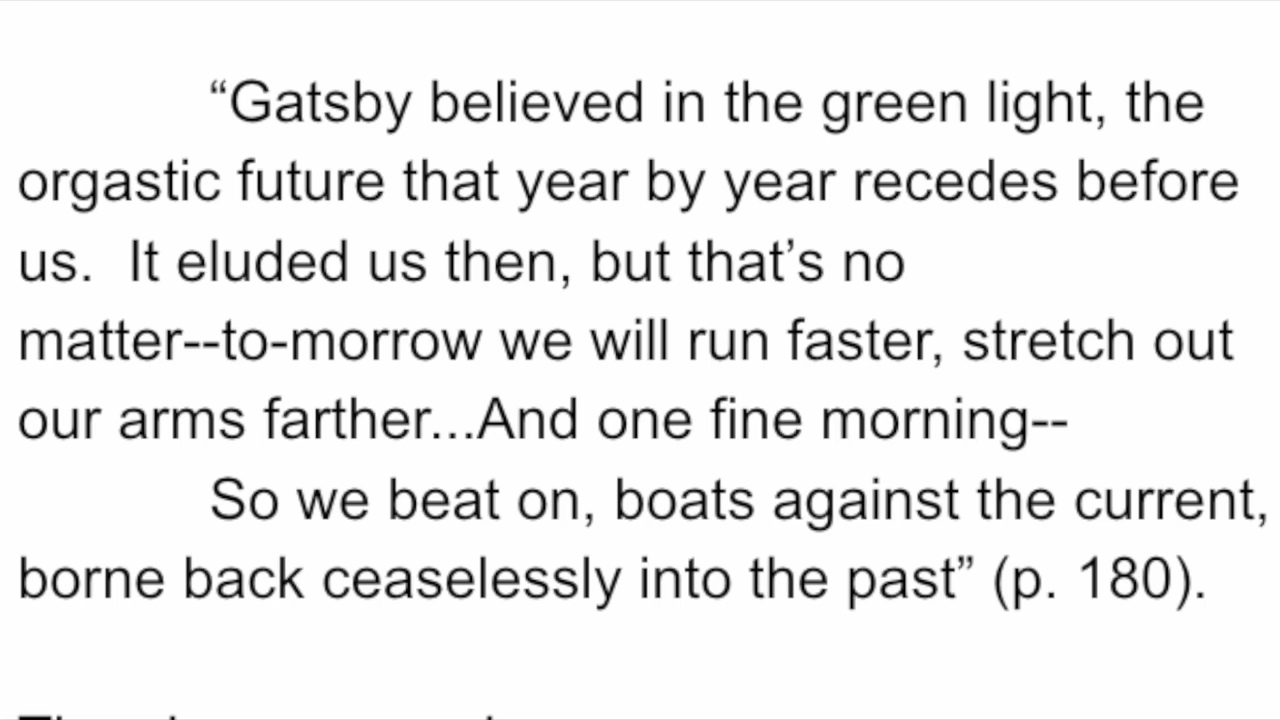 “Gatsby believed in the green light, the
orgastic future that year by year recedes before
us.  It eluded us then, but that’s no
matter--to-morrow we will run faster, stretch out
our arms farther...And one fine morning--
So we beat on, boats against the current,
borne back ceaselessly into the past” (p. 180).